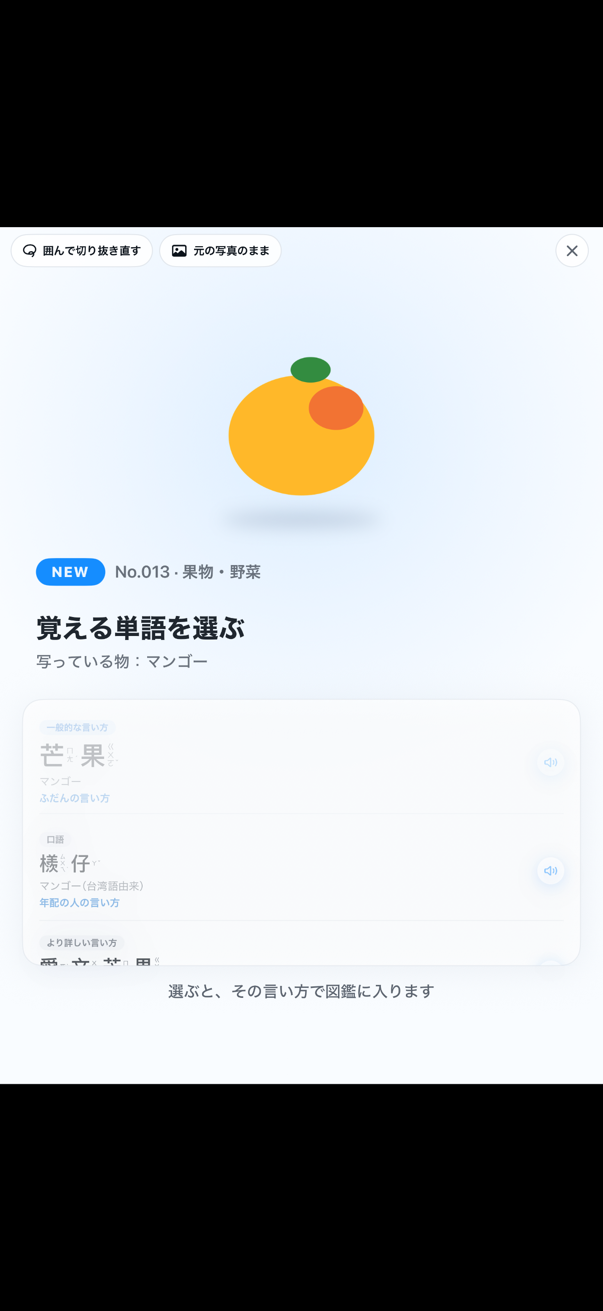 囲んで切り抜き直す
元の写真のまま
NEW
No.013・果物・野菜
覚える単語を選ぶ
写っている物：マンゴー
一般的な言い方
芒果
マンゴー
ふだんの言い方
口語
檨仔
マンゴー（台湾語由来）
年配の人の言い方
より詳しい言い方
愛文芒果
選ぶと、その言い方で図鑑に入ります